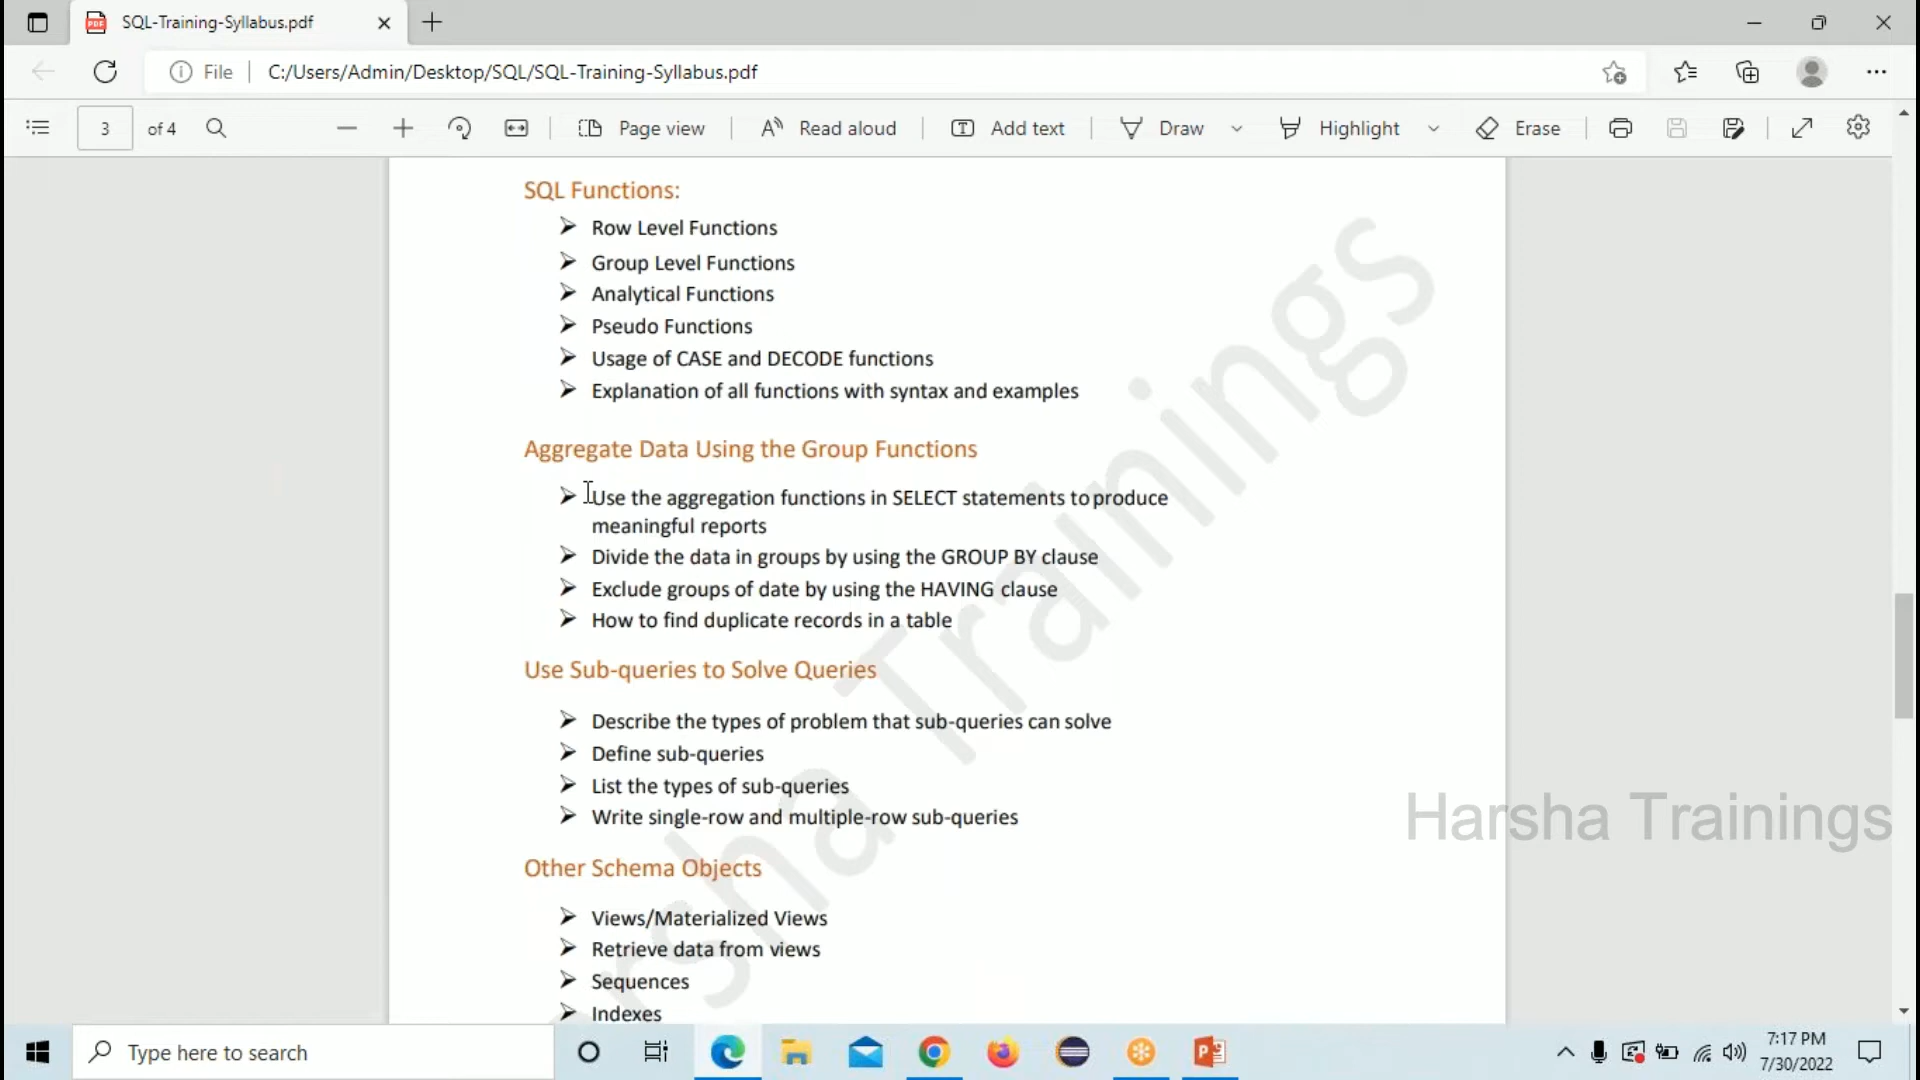 SQL-Training-Syllabus.pdf
File
C:/Users/Admin/Desktop/SQL/SQL-Training-Syllabus.pdf
3 of 4
Page view
Read aloud
Add text
Draw
Highlight
Erase
SQL Functions:
Row Level Functions
Group Level Functions
Analytical Functions
Pseudo Functions
Usage of CASE and DECODE functions
Explanation of all functions with syntax and examples
Aggregate Data Using the Group Functions
Use the aggregation functions in SELECT statements to produce
meaningful reports
Divide the data in groups by using the GROUP BY clause
Exclude groups of date by using the HAVING clause
How to find duplicate records in a table
Use Sub-queries to Solve Queries
Describe the types of problem that sub-queries can solve
Define sub-queries
List the types of sub-queries
Write single-row and multiple-row sub-queries
Other Schema Objects
Views/Materialized Views
Retrieve data from views
Sequences
Indexes
rsha Trainings
Harsha Trainings
Type here to search
7:17 PM
7/30/2022